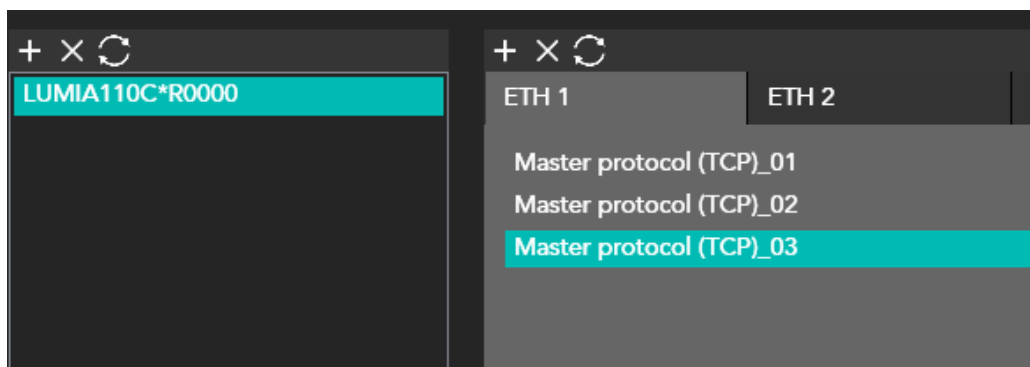 LUMIA110C*R0000
ETH 1
ETH 2
Master protocol (TCP)_01
Master protocol (TCP)_02
Master protocol (TCP)_03